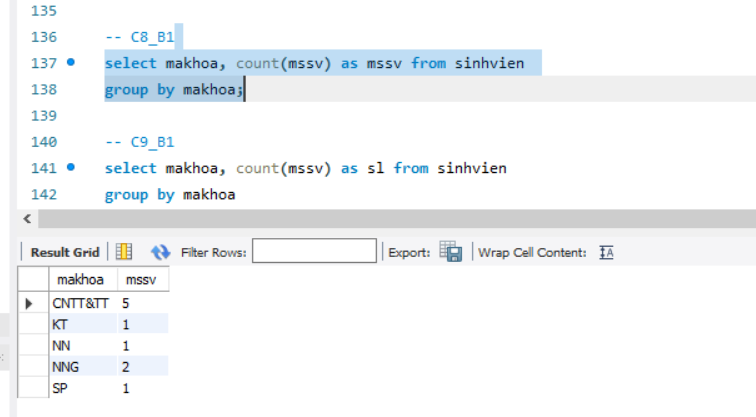 135
136 -- C8_B1
137 select makhoa, count(mssv) as mssv from sinhvien
138 group by makhoa;
139
140 -- C9_B1
141 select makhoa, count(mssv) as sl from sinhvien
142 group by makhoa
Result Grid Filter Rows: Export: Wrap Cell Content: IA
makhoa mssv
CNTT&TT 5
KT 1
NN 1
NNG 2
SP 1